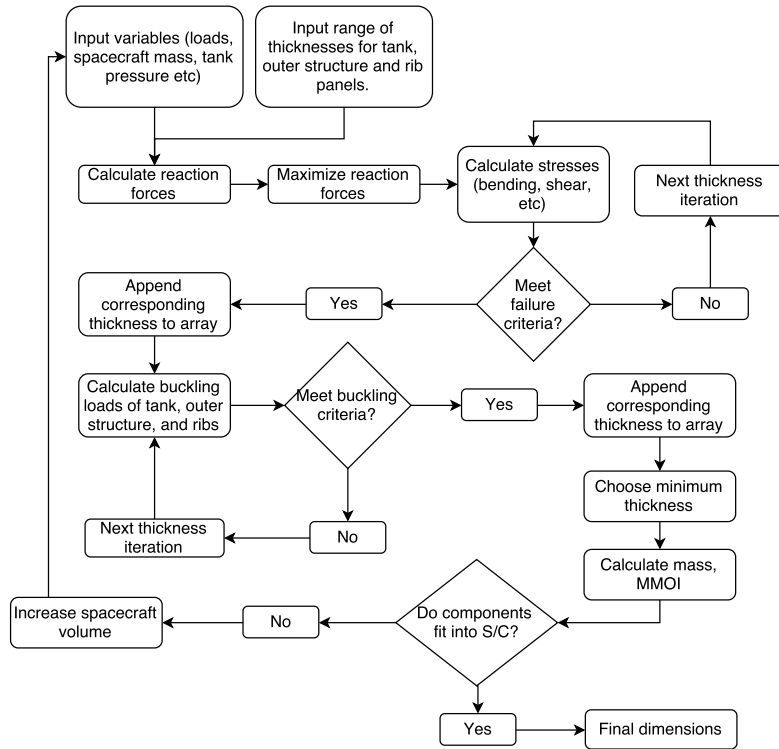 Input variables (loads,
spacecraft mass, tank
pressure etc)
Input range of
thicknesses for tank,
outer structure and rib
panels.
Calculate reaction
forces
Maximize reaction
forces
Calculate stresses
(bending, shear,
etc)
Next thickness
iteration
Append
corresponding
thickness to array
Yes
Meet
failure
criteria?
No
Calculate buckling
loads of tank, outer
structure, and ribs
Meet buckling
criteria?
Yes
Append
corresponding
thickness to array
Choose minimum
thickness
Next thickness
iteration
No
Calculate mass,
MMOI
Increase spacecraft
volume
No
Do components
fit into S/C?
Yes
Final dimensions